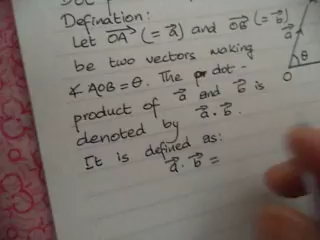 Defination:
Let OA⃗ (= a⃗) and OB⃗ (= b⃗)
be two vectors making
∠ AOB = θ. The dot -
product of a⃗ and b⃗ is
denoted by a⃗ . b⃗.
It is defined as:
a⃗ . b⃗ =
a⃗
θ
O